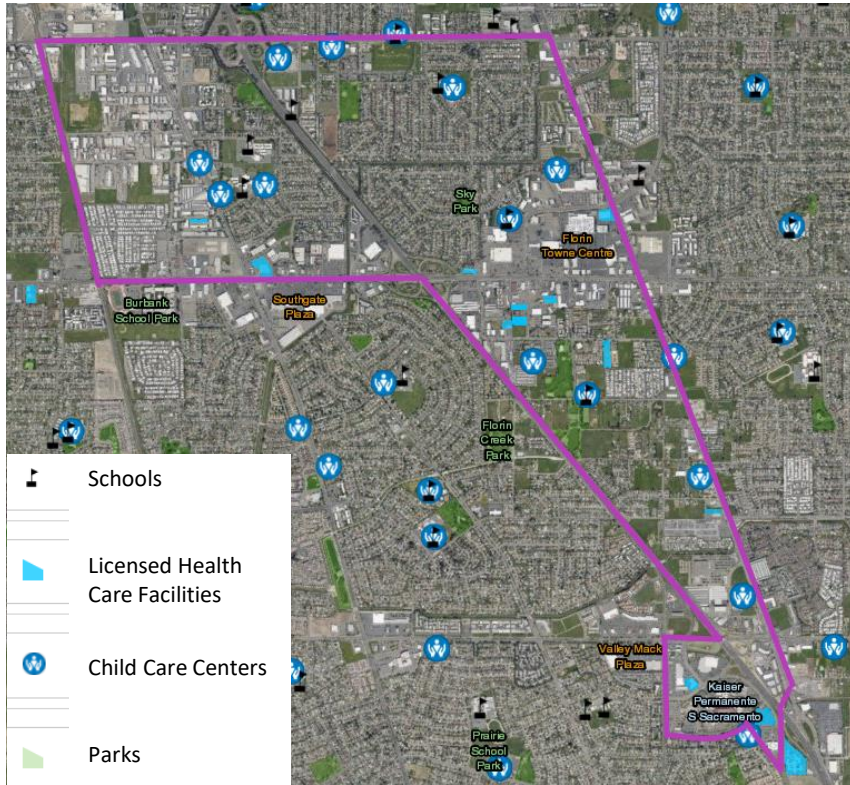 Sky
Park
Florin
Towne Centre
Burbank
School Park
Southgate
Plaza
Florin
Creek
Park
Schools
Licensed Health
Care Facilities
Child Care Centers
Parks
Valley Mack
Plaza
Kaiser
Permanente
S Sacramento
Prairie
School
Park